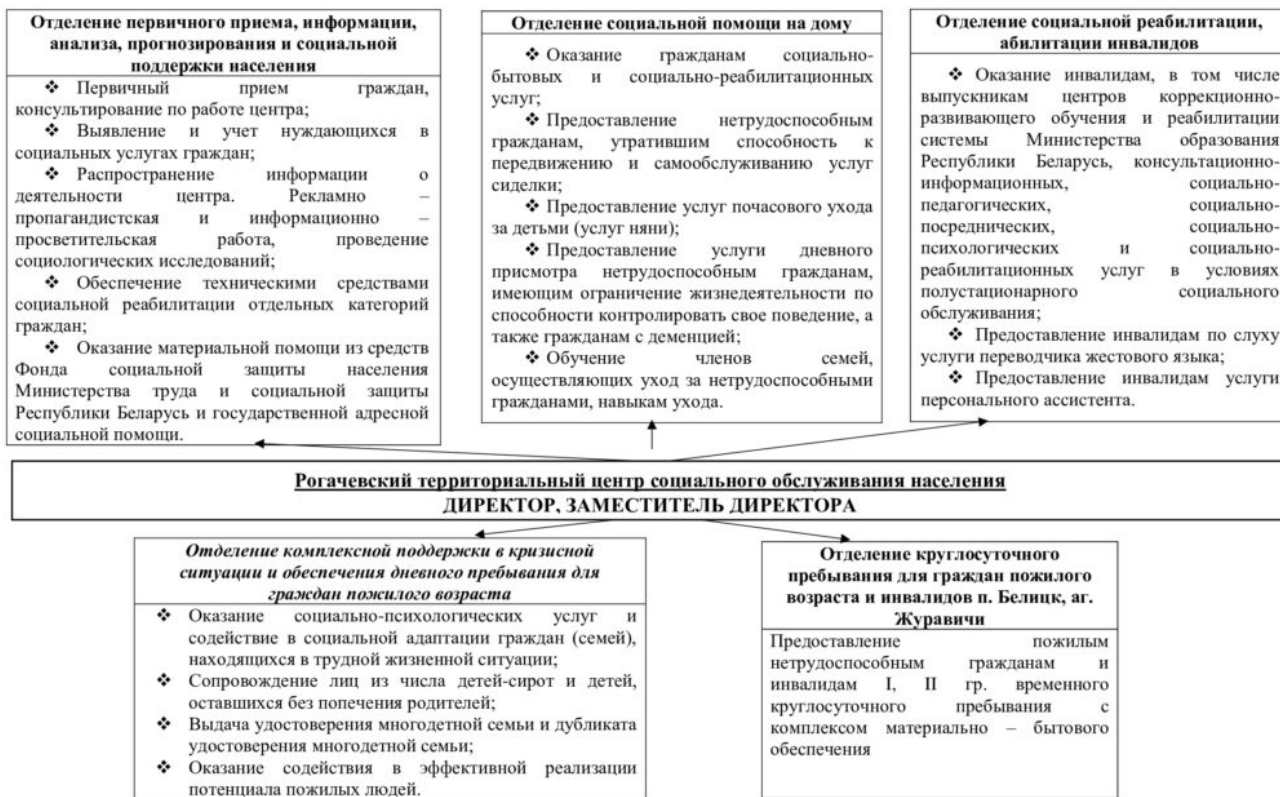 Отделение первичного приема, информации,
анализа, прогнозирования и социальной
поддержки населения
❖ Первичный прием граждан,
консультирование по работе центра;
❖ Выявление и учет нуждающихся в
социальных услугах граждан;
❖ Распространение информации о
деятельности центра. Рекламно –
пропагандистская и информационно –
просветительская работа, проведение
социологических исследований;
❖ Обеспечение техническими средствами
социальной реабилитации отдельных категорий
граждан;
❖ Оказание материальной помощи из средств
Фонда социальной защиты населения
Министерства труда и социальной защиты
Республики Беларусь и государственной адресной
социальной помощи.
Отделение социальной помощи на дому
❖ Оказание гражданам социально-
бытовых и социально-реабилитационных
услуг;
❖ Предоставление нетрудоспособным
гражданам, утратившим способность к
передвижению и самообслуживанию услуг
сиделки;
❖ Предоставление услуг почасового ухода
за детьми (услуг няни);
❖ Предоставление услуги дневного
присмотра нетрудоспособным гражданам,
имеющим ограничение жизнедеятельности по
способности контролировать свое поведение, а
также гражданам с деменцией;
❖ Обучение членов семей,
осуществляющих уход за нетрудоспособными
гражданами, навыкам ухода.
Отделение социальной реабилитации,
абилитации инвалидов
❖ Оказание инвалидам, в том числе
выпускникам центров коррекционно-
развивающего обучения и реабилитации
системы Министерства образования
Республики Беларусь, консультационно-
информационных, социально-
педагогических, социально-
посреднических, социально-
психологических и социально-
реабилитационных услуг в условиях
полустационарного социального
обслуживания;
❖ Предоставление инвалидам по слуху
услуги переводчика жестового языка;
❖ Предоставление инвалидам услуги
персонального ассистента.
Рогачевский территориальный центр социального обслуживания населения
ДИРЕКТОР, ЗАМЕСТИТЕЛЬ ДИРЕКТОРА
Отделение комплексной поддержки в кризисной
ситуации и обеспечения дневного пребывания для
граждан пожилого возраста
❖ Оказание социально-психологических услуг и
содействие в социальной адаптации граждан (семей),
находящихся в трудной жизненной ситуации;
❖ Сопровождение лиц из числа детей-сирот и детей,
оставшихся без попечения родителей;
❖ Выдача удостоверения многодетной семьи и дубликата
удостоверения многодетной семьи;
❖ Оказание содействия в эффективной реализации
потенциала пожилых людей.
Отделение круглосуточного
пребывания для граждан пожилого
возраста и инвалидов п. Белицк, аг.
Журавичи
Предоставление пожилым
нетрудоспособным гражданам и
инвалидам I, II гр. временного
круглосуточного пребывания с
комплексом материально – бытового
обеспечения